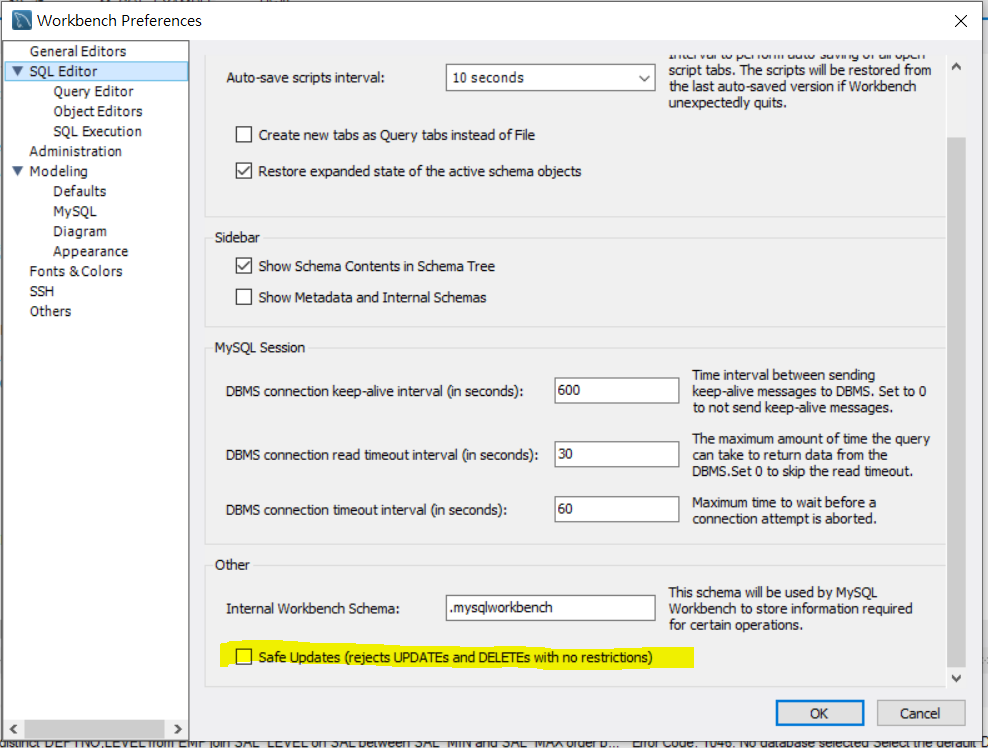 Workbench Preferences
General Editors
SQL Editor
Query Editor
Object Editors
SQL Execution
Administration
Modeling
Defaults
MySQL
Diagram
Appearance
Fonts & Colors
SSH
Others
Auto-save scripts interval:
10 seconds
Interval to perform auto-saving of all open
script tabs. The scripts will be restored from
the last auto-saved version if Workbench
unexpectedly quits.
Create new tabs as Query tabs instead of File
Restore expanded state of the active schema objects
Sidebar
Show Schema Contents in Schema Tree
Show Metadata and Internal Schemas
MySQL Session
DBMS connection keep-alive interval (in seconds):
600
Time interval between sending
keep-alive messages to DBMS. Set to 0
to not send keep-alive messages.
DBMS connection read timeout interval (in seconds):
30
The maximum amount of time the query
can take to return data from the
DBMS.Set 0 to skip the read timeout.
DBMS connection timeout interval (in seconds):
60
Maximum time to wait before a
connection attempt is aborted.
Other
Internal Workbench Schema:
.mysqlworkbench
This schema will be used by MySQL
Workbench to store information required
for certain operations.
Safe Updates (rejects UPDATEs and DELETEs with no restrictions)
OK
Cancel
distinct DEPTNO,LEVEL from EMP join SAL_LEVEL on SAL between SAL_MIN and SAL_MAX order b... Error Code: 1046. No database selected Select the default